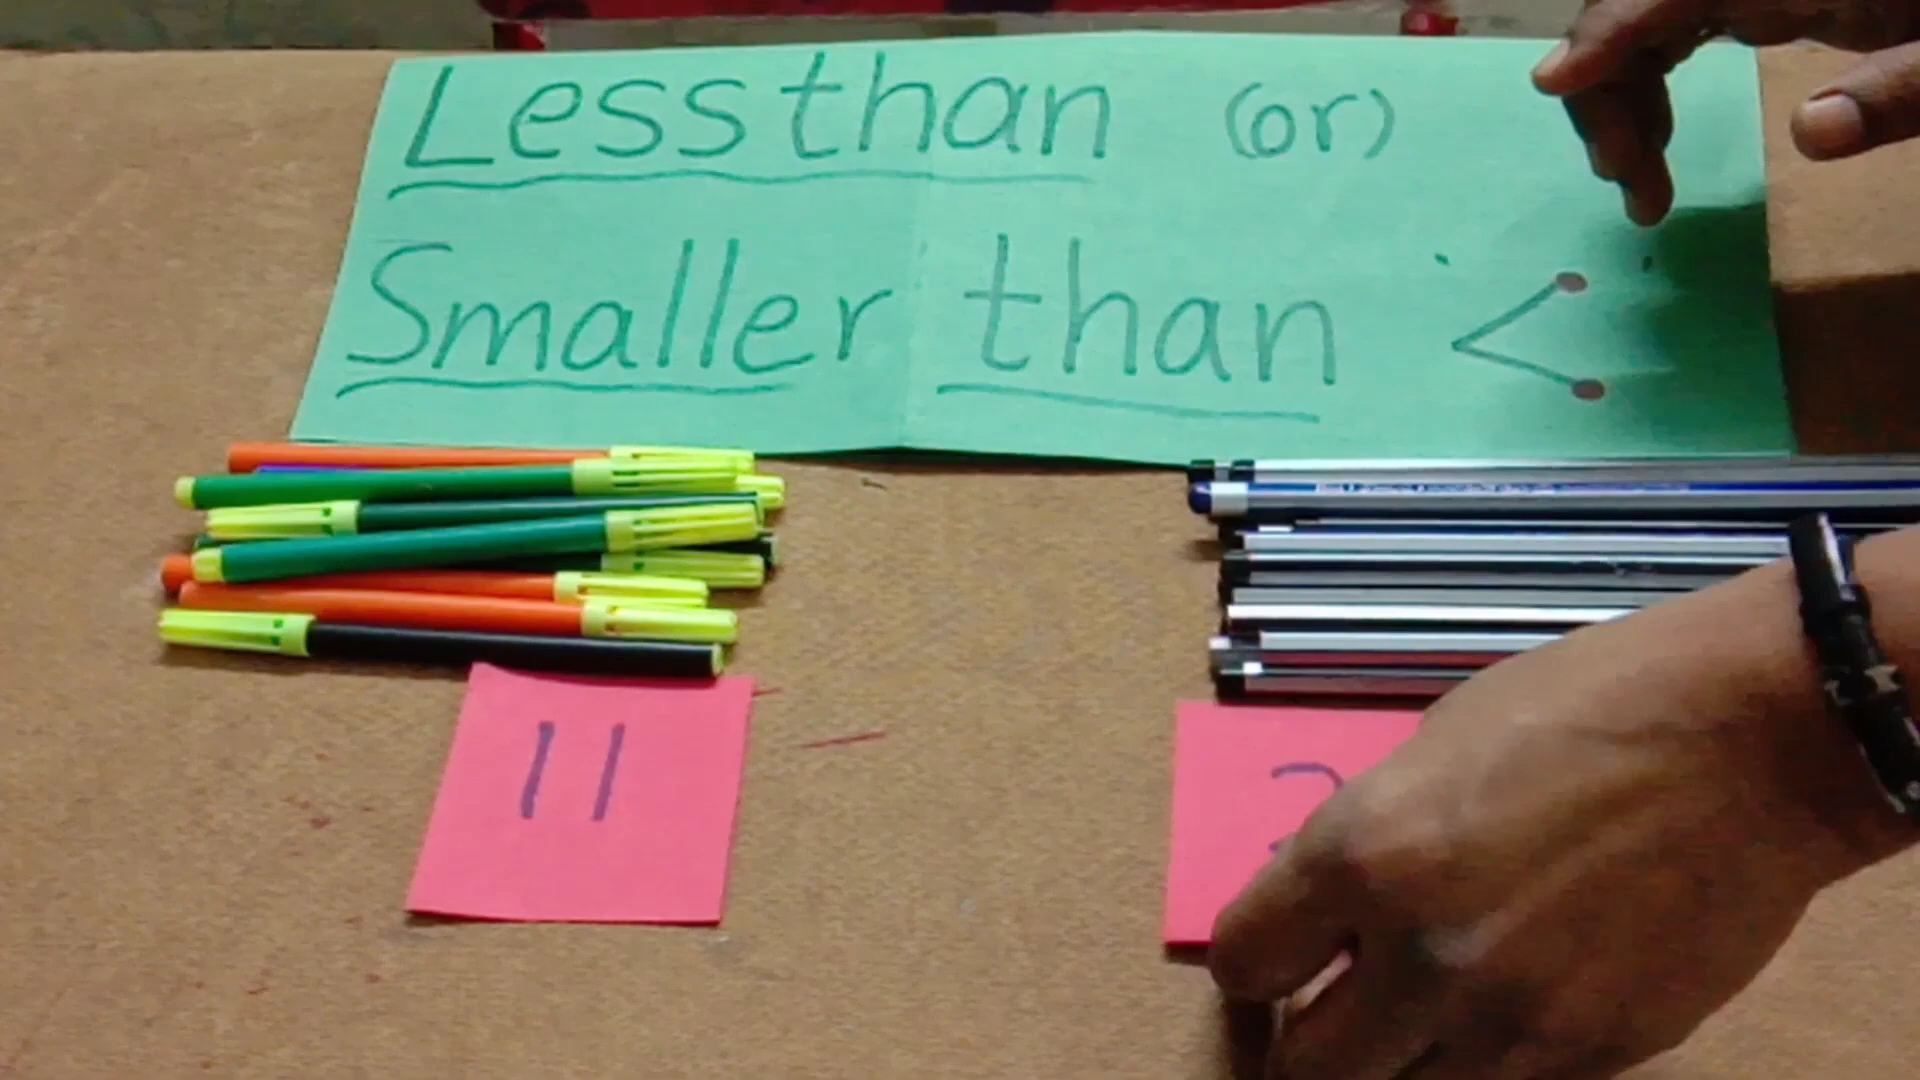 Less than (or)
Smaller than <
11